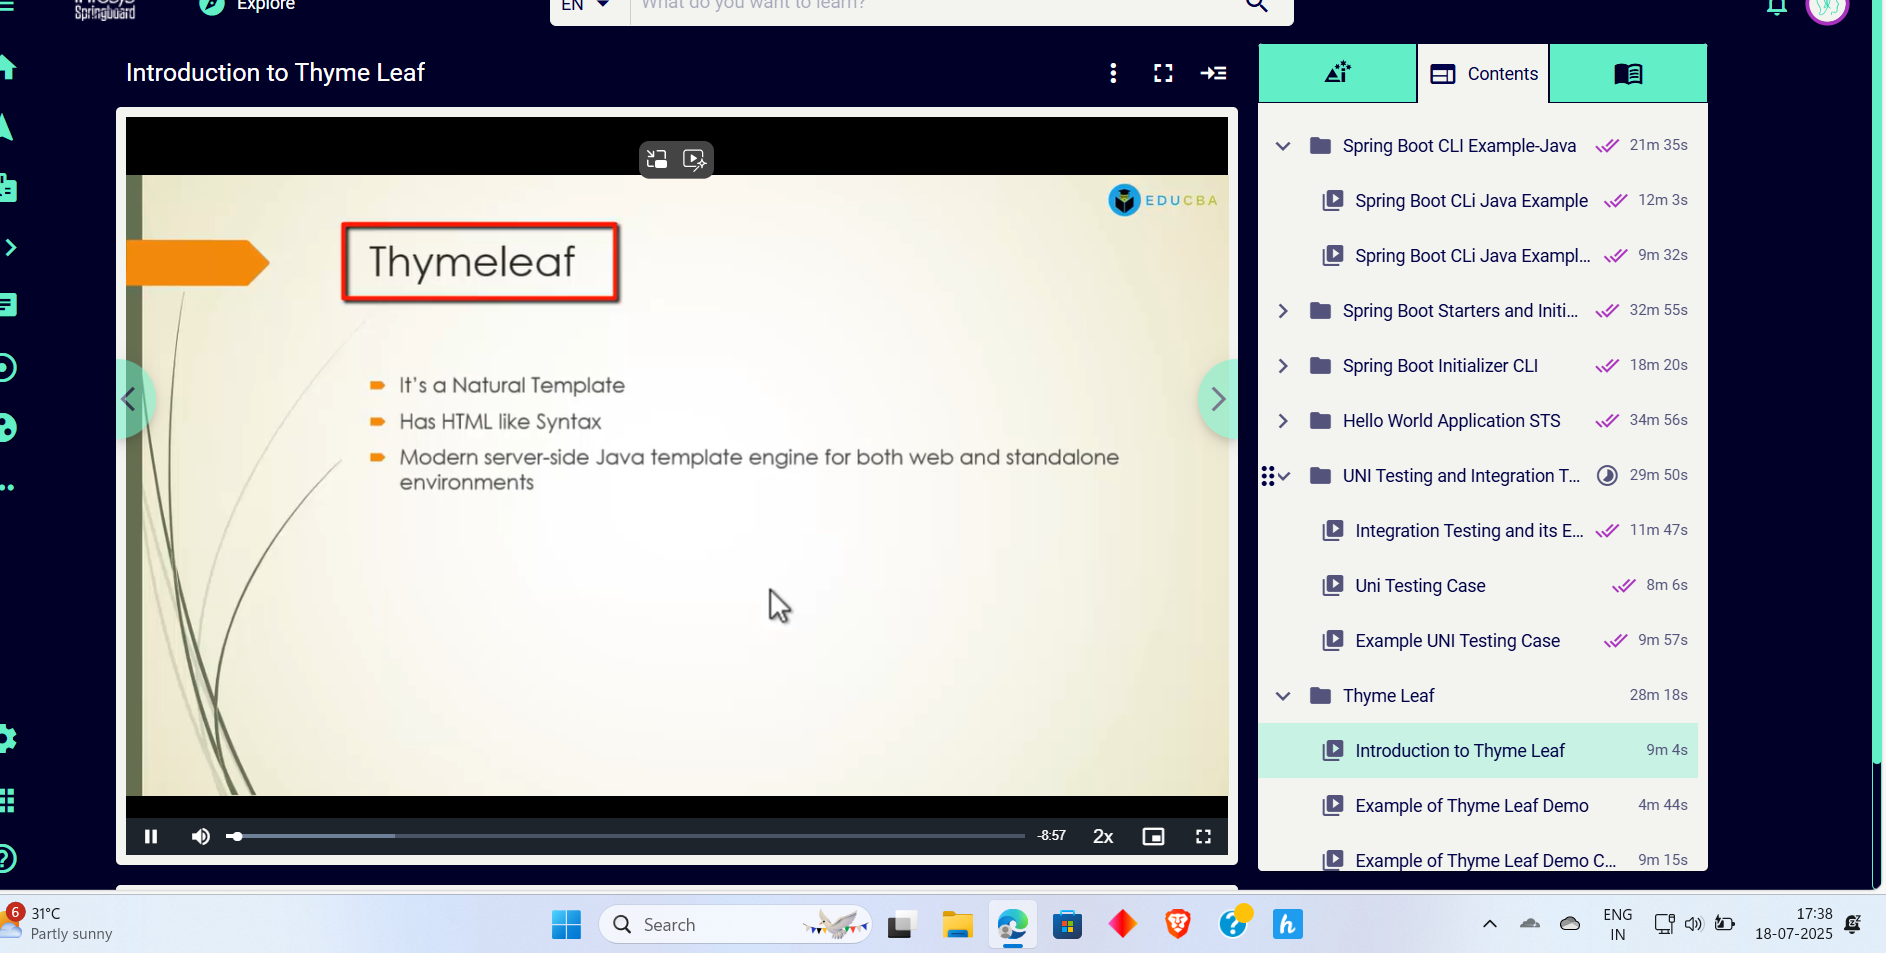 Springboard
Explore
EN
What do you want to learn?
Introduction to Thyme Leaf
Contents
EDUCBA
Thymeleaf
It's a Natural Template
Has HTML like Syntax
Modern server-side Java template engine for both web and standalone
environments
-8:57
2x
Spring Boot CLI Example-Java 21m 35s
Spring Boot CLi Java Example 12m 3s
Spring Boot CLi Java Exampl... 9m 32s
Spring Boot Starters and Initi... 32m 55s
Spring Boot Initializer CLI 18m 20s
Hello World Application STS 34m 56s
UNI Testing and Integration T... 29m 50s
Integration Testing and its E... 11m 47s
Uni Testing Case 8m 6s
Example UNI Testing Case 9m 57s
Thyme Leaf 28m 18s
Introduction to Thyme Leaf 9m 4s
Example of Thyme Leaf Demo 4m 44s
Example of Thyme Leaf Demo C... 9m 15s
6
31°C
Partly sunny
Search
h
ENG
IN
17:38
18-07-2025